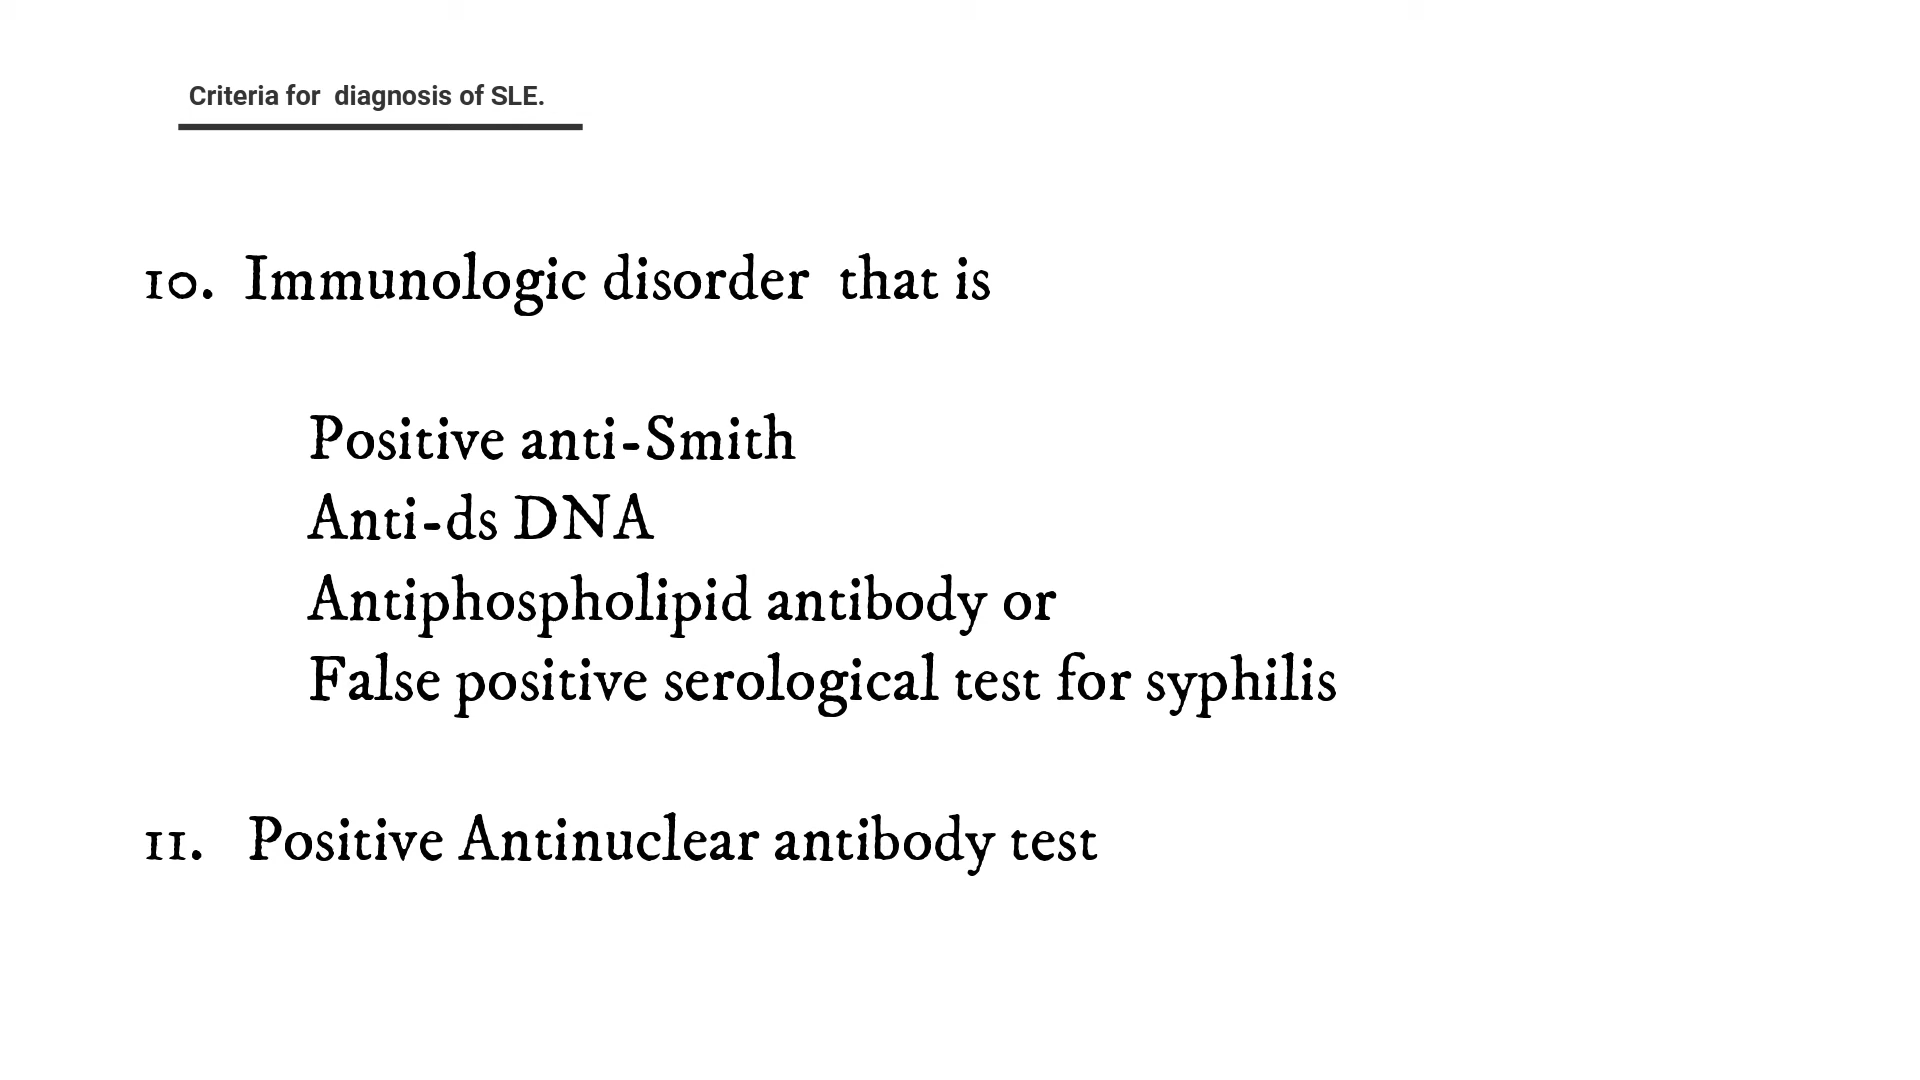 Criteria for  diagnosis of SLE.
10.  Immunologic disorder  that is
Positive anti-Smith
Anti-ds DNA
Antiphospholipid antibody or
False positive serological test for syphilis
11.   Positive Antinuclear antibody test